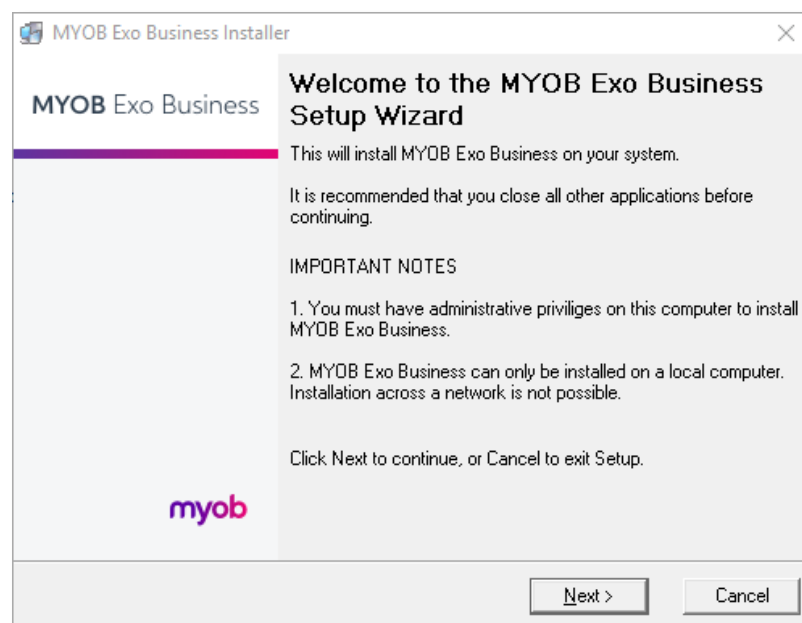 MYOB Exo Business Installer
MYOB Exo Business
Welcome to the MYOB Exo Business
Setup Wizard
This will install MYOB Exo Business on your system.
It is recommended that you close all other applications before
continuing.
IMPORTANT NOTES
1. You must have administrative priviliges on this computer to install
MYOB Exo Business.
2. MYOB Exo Business can only be installed on a local computer.
Installation across a network is not possible.
Click Next to continue, or Cancel to exit Setup.
myob
Next >
Cancel